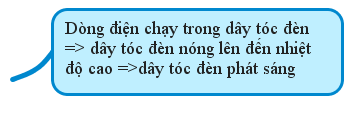 Dòng điện chạy trong dây tóc đèn
=> dây tóc đèn nóng lên đến nhiệt
độ cao =>dây tóc đèn phát sáng